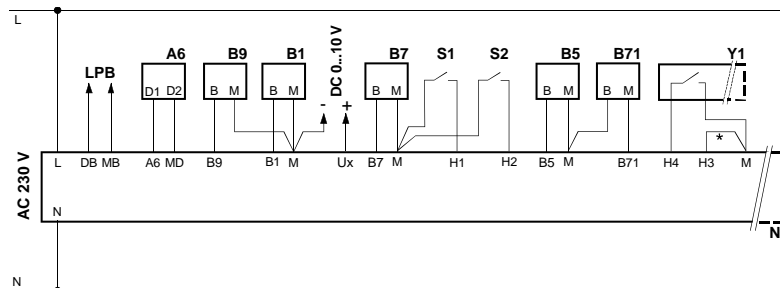 L
LPB A6 B9 B1 DC 0...10 V B7 S1 S2 B5 B71 Y1
D1 D2 B M B M - + B M B M B M
*
L DB MB A6 MD B9 B1 M Ux B7 M H1 H2 B5 M B71 H4 H3 M
AC 230 V
N
N
N